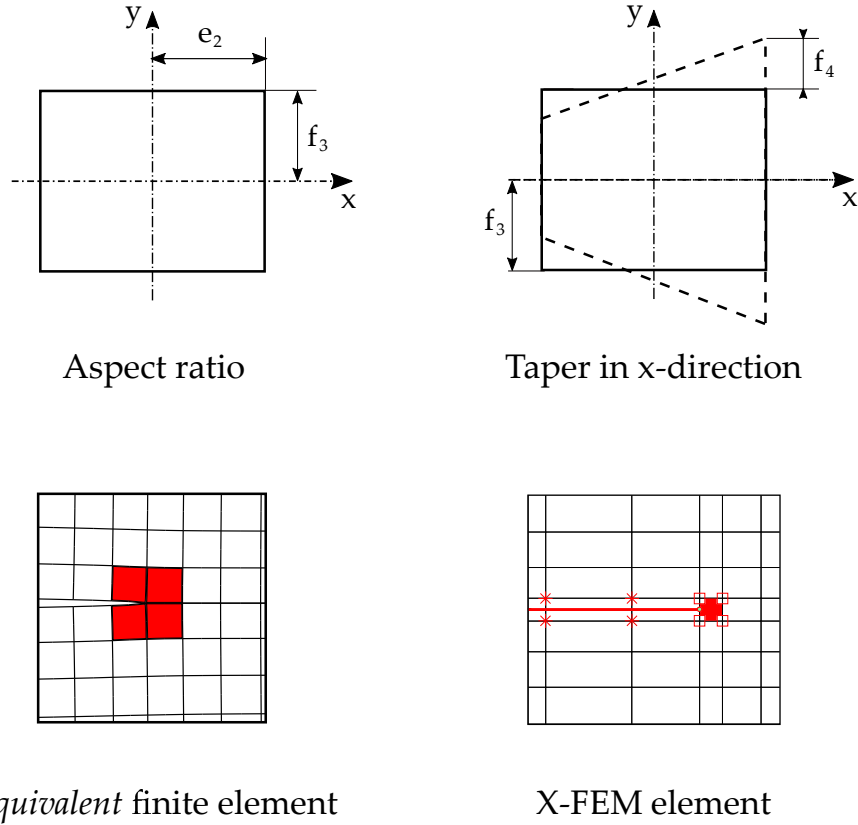 y
e₂
f₃
x
Aspect ratio
y
f₄
x
f₃
Taper in x-direction
quivalent finite element
X-FEM element